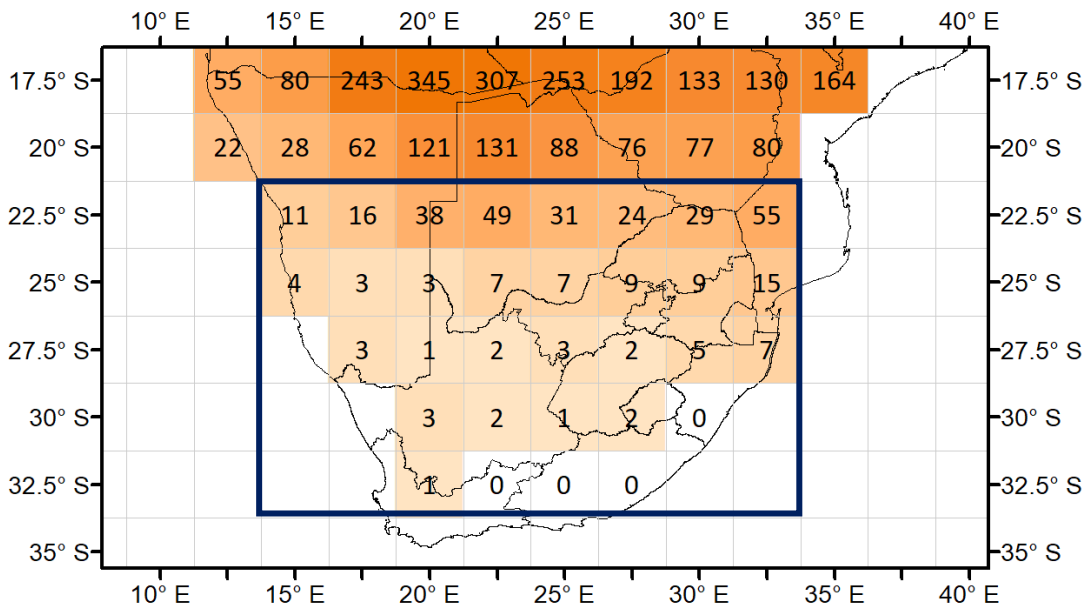 10° E 15° E 20° E 25° E 30° E 35° E 40° E
17.5° S 55 80 243 345 307 253 192 133 130 164 17.5° S
20° S 22 28 62 121 131 88 76 77 80 20° S
22.5° S 11 16 38 49 31 24 29 55 22.5° S
25° S 4 3 3 7 7 9 9 15 25° S
27.5° S 3 1 2 3 2 5 7 27.5° S
30° S 3 2 1 2 0 30° S
32.5° S 1 0 0 0 32.5° S
35° S 35° S
10° E 15° E 20° E 25° E 30° E 35° E 40° E